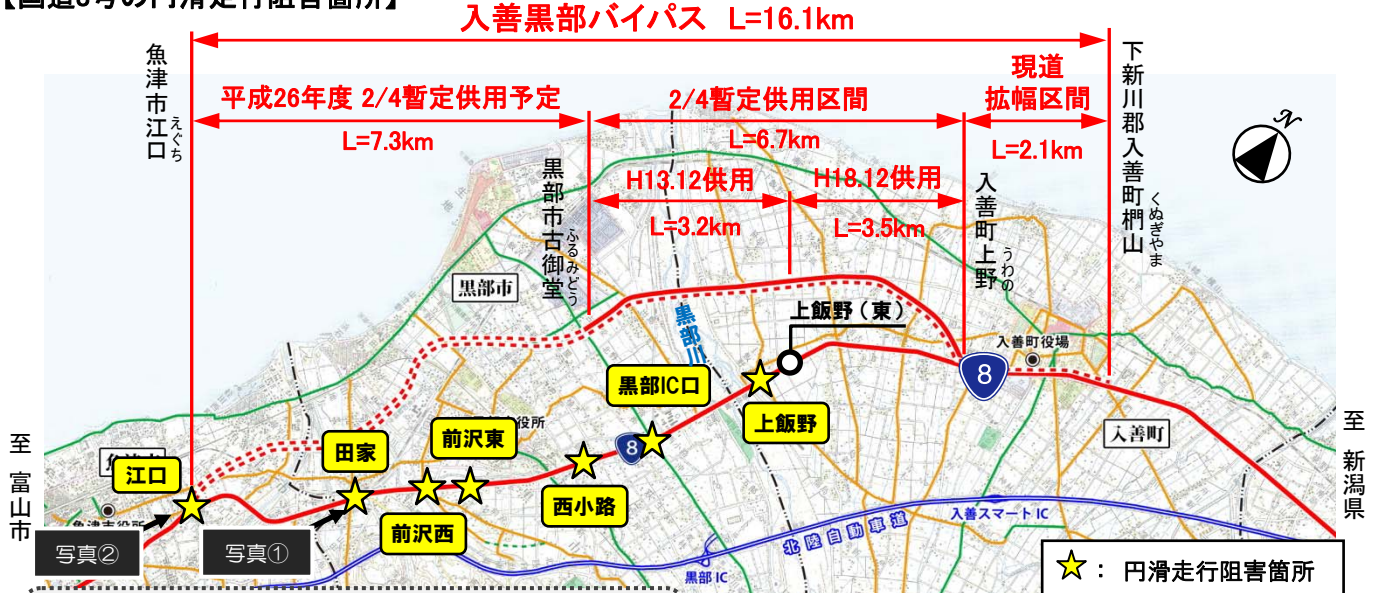 【国道8号の円滑走行阻害箇所】
入善黒部バイパス L=16.1km
魚津市江口
えぐち
平成26年度 2/4暫定供用予定
L=7.3km
2/4暫定供用区間
L=6.7km
現道
拡幅区間
L=2.1km
下新川郡入善町椚山
くぬぎやま
N
黒部市古御堂
ふるみどう
H13.12供用
L=3.2km
H18.12供用
L=3.5km
入善町上野
うわの
黒部市
黒部川
上飯野（東）
入善町役場
8
黒部IC口
上飯野
入善町
前沢東
役所
田家
8
江口
西小路
前沢西
至 富山市
至 新潟県
魚津市役所
写真②
写真①
北陸自動車道
入善スマートIC
黒部IC
☆： 円滑走行阻害箇所